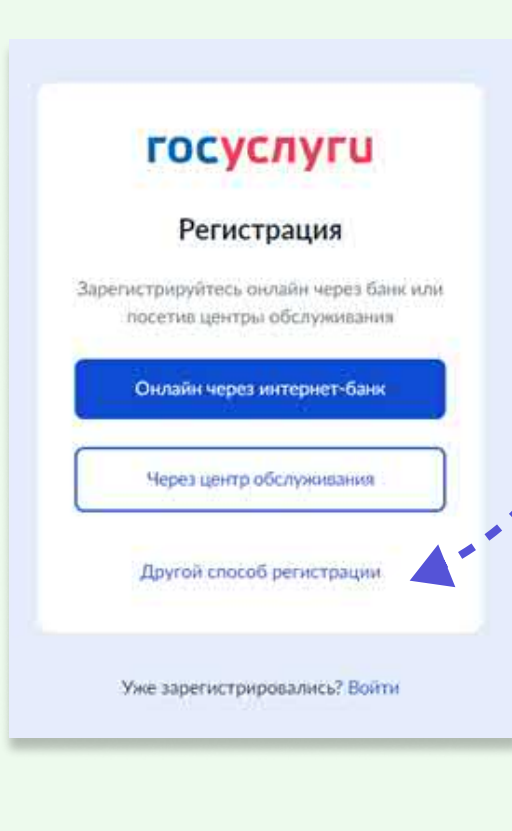 госуслуги
Регистрация
Зарегистрируйтесь онлайн через банк или
посетив центры обслуживания
Онлайн через интернет-банк
Через центр обслуживания
Другой способ регистрации
Уже зарегистрировались? Войти